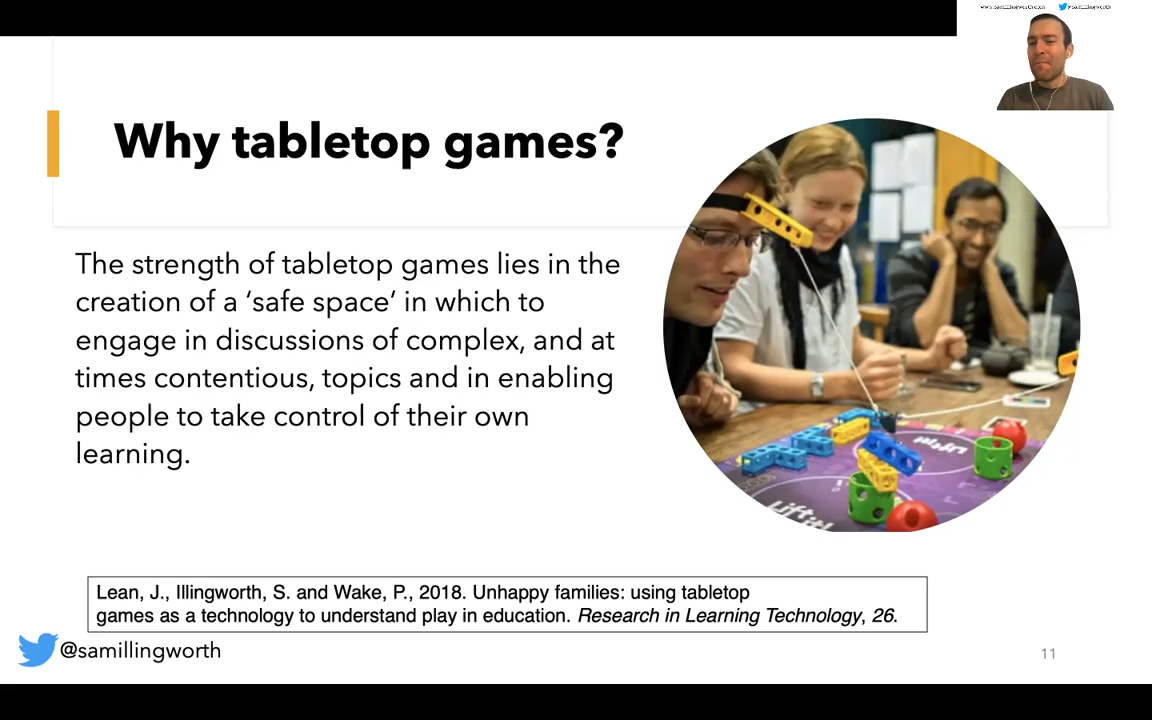 Why tabletop games?
The strength of tabletop games lies in the
creation of a ‘safe space’ in which to
engage in discussions of complex, and at
times contentious, topics and in enabling
people to take control of their own
learning.
Lift it!
Lean, J., Illingworth, S. and Wake, P., 2018. Unhappy families: using tabletop
games as a technology to understand play in education. Research in Learning Technology, 26.
@samillingworth
11